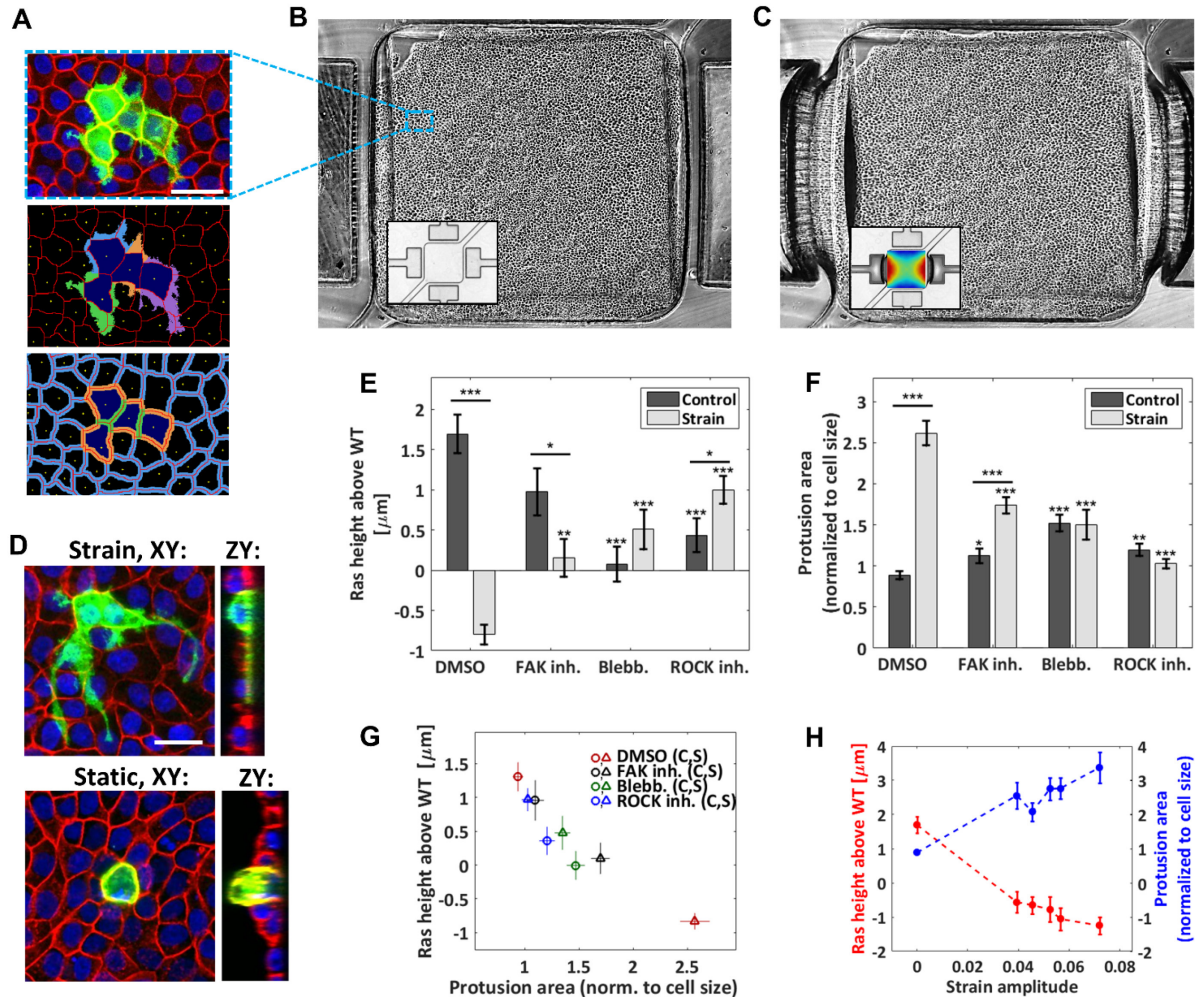 A
B
C
D
Strain, XY:
ZY:
Static, XY:
ZY:
E
Ras height above WT
[μm]
2
1.5
1
0.5
0
-0.5
-1
Control
Strain
***
*
**
***
***
***
*
***
DMSO
FAK inh.
Blebb.
ROCK inh.
F
Protusion area
(normalized to cell size)
3
2.5
2
1.5
1
0.5
0
Control
Strain
***
***
*
***
***
***
**
***
DMSO
FAK inh.
Blebb.
ROCK inh.
G
Ras height above WT [μm]
1.5
1
0.5
0
-0.5
-1
DMSO (C,S)
FAK inh. (C,S)
Blebb. (C,S)
ROCK inh. (C,S)
1
1.5
2
2.5
Protusion area (norm. to cell size)
H
Ras height above WT [μm]
4
3
2
1
0
-1
-2
4
3
2
1
0
-1
-2
Protusion area
(normalized to cell size)
0
0.02
0.04
0.06
0.08
Strain amplitude